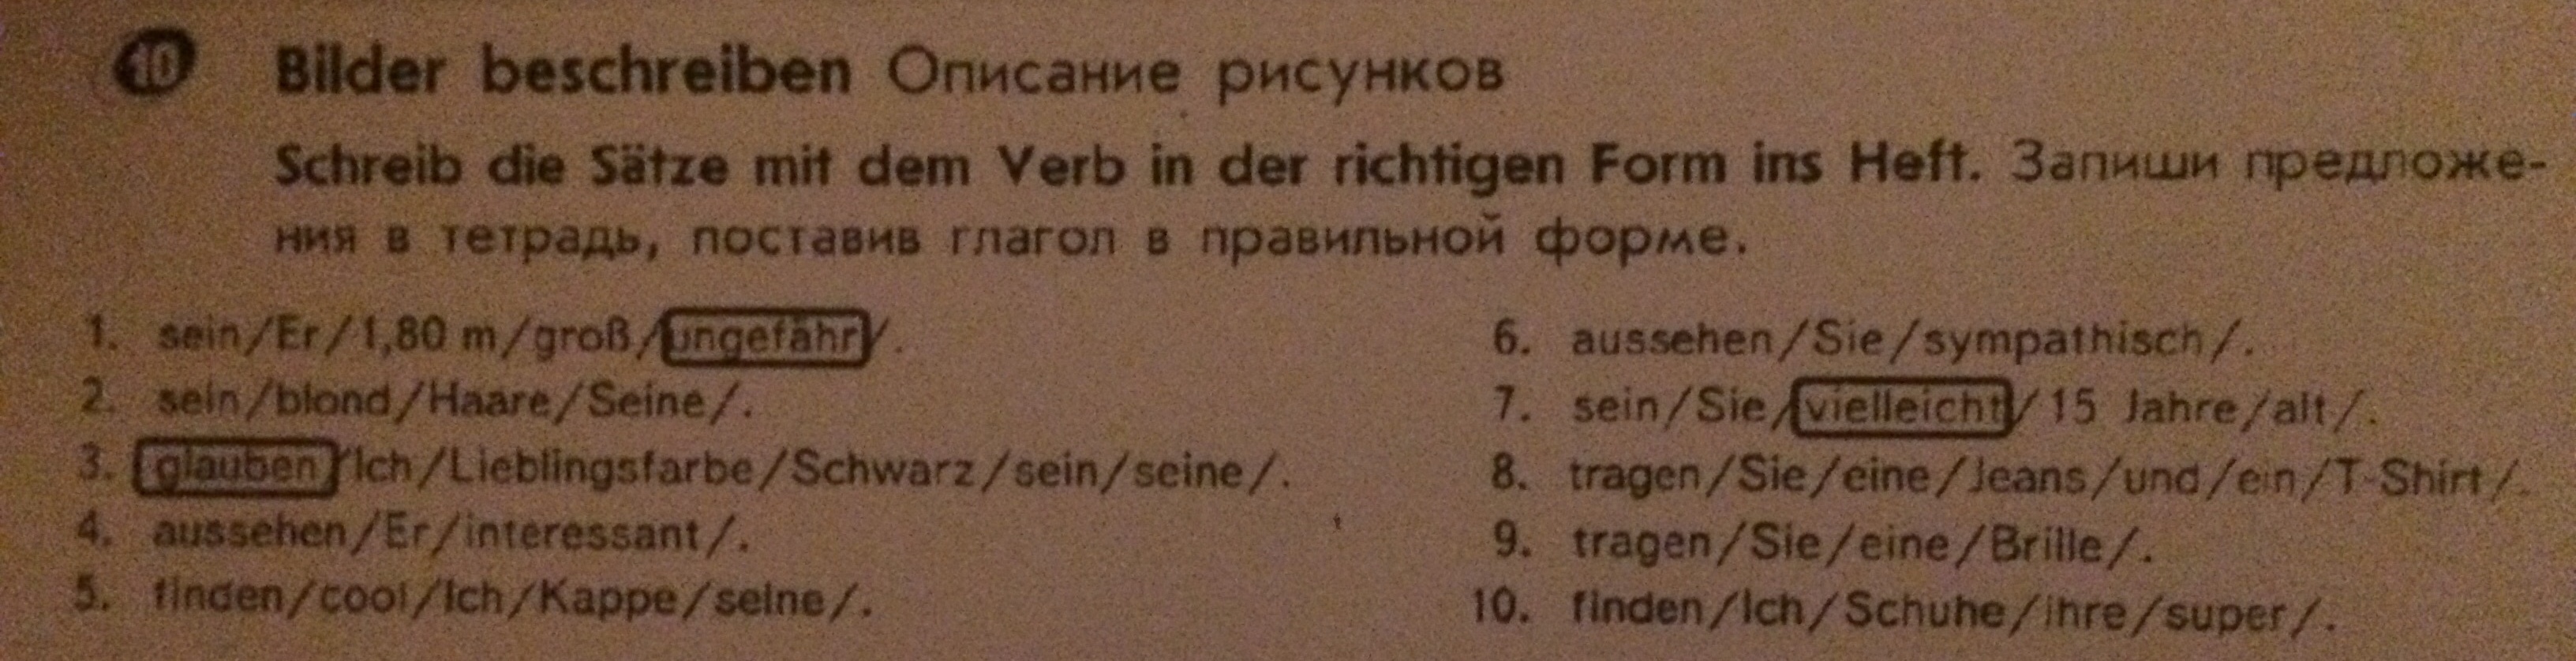 10 Bilder beschreiben Описание рисунков
Schreib die Sätze mit dem Verb in der richtigen Form ins Heft. Запиши предложе-
ния в тетрадь, поставив глагол в правильной форме.
1. sein/Er/1,80 m/groß/ungefähr/.
2. sein/blond/Haare/Seine/.
3. glauben/Ich/Lieblingsfarbe/Schwarz/sein/seine/.
4. aussehen/Er/interessant/.
5. finden/cool/Ich/Kappe/seine/.
6. aussehen/Sie/sympathisch/.
7. sein/Sie/vielleicht/15 Jahre/alt/.
8. tragen/Sie/eine/Jeans/und/ein/T-Shirt/.
9. tragen/Sie/eine/Brille/.
10. finden/Ich/Schuhe/ihre/super/.